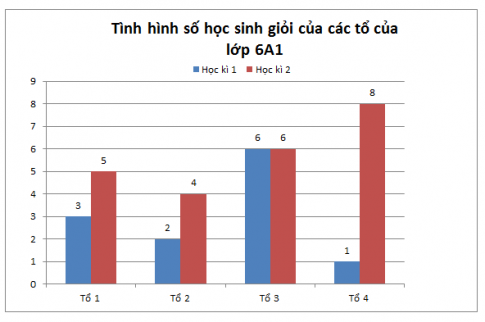 Tình hình số học sinh giỏi của các tổ của
lớp 6A1
Học kì 1 Học kì 2
9
8
7
6
5
4
3
2
1
0
3 5 2 4 6 6 1 8
Tổ 1 Tổ 2 Tổ 3 Tổ 4